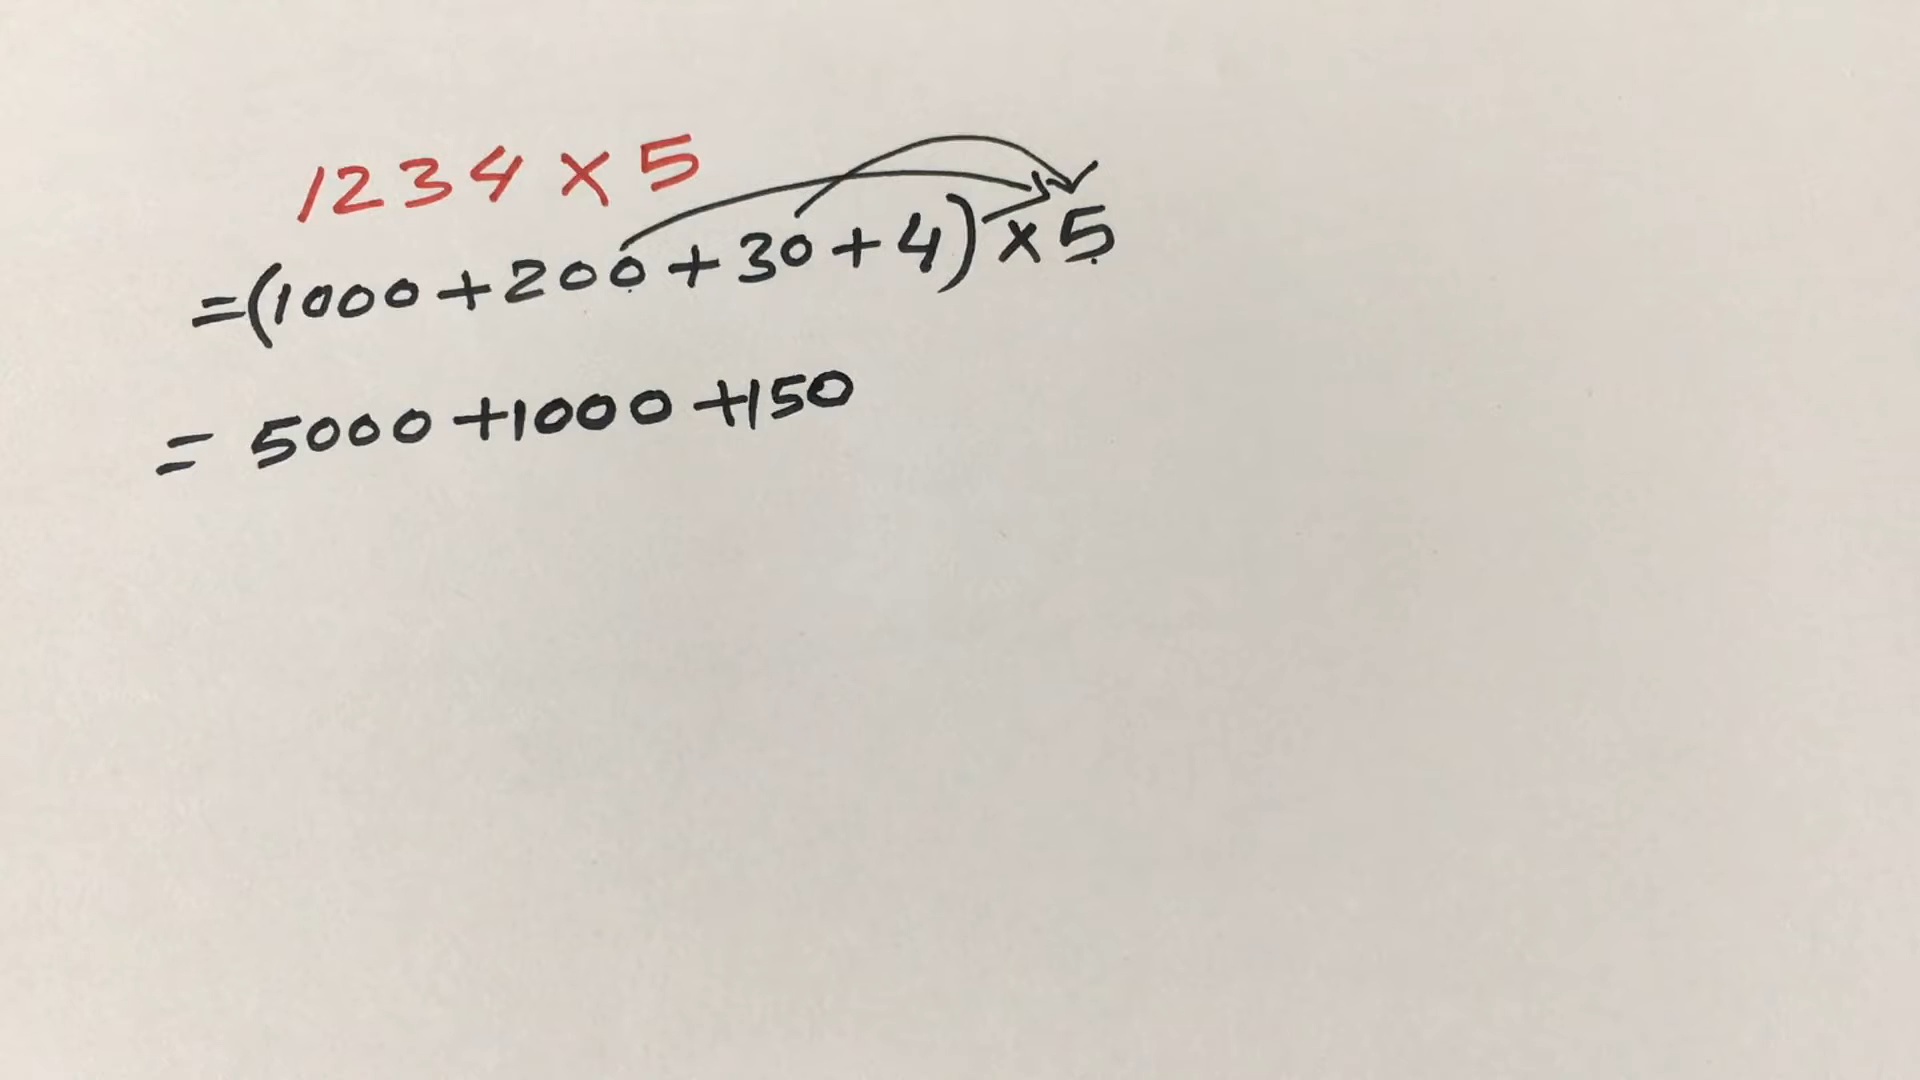 1234 × 5
=(1000 + 200 + 30 + 4) × 5
= 5000 + 1000 + 150